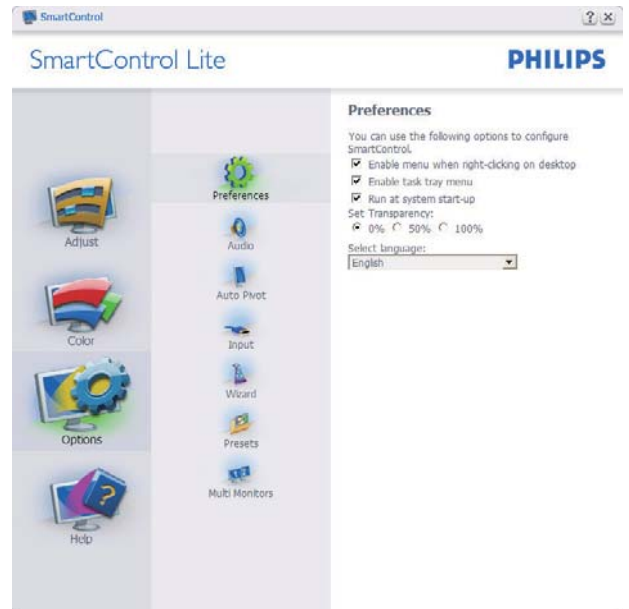 SmartControl
SmartControl Lite
PHILIPS
Adjust
Color
Options
Help
Preferences
Audio
Auto Pivot
Input
Wizard
Presets
Multi Monitors
Preferences
You can use the following options to configure
SmartControl.
Enable menu when right-clicking on desktop
Enable task tray menu
Run at system start-up
Set Transparency:
0% 50% 100%
Select language:
English